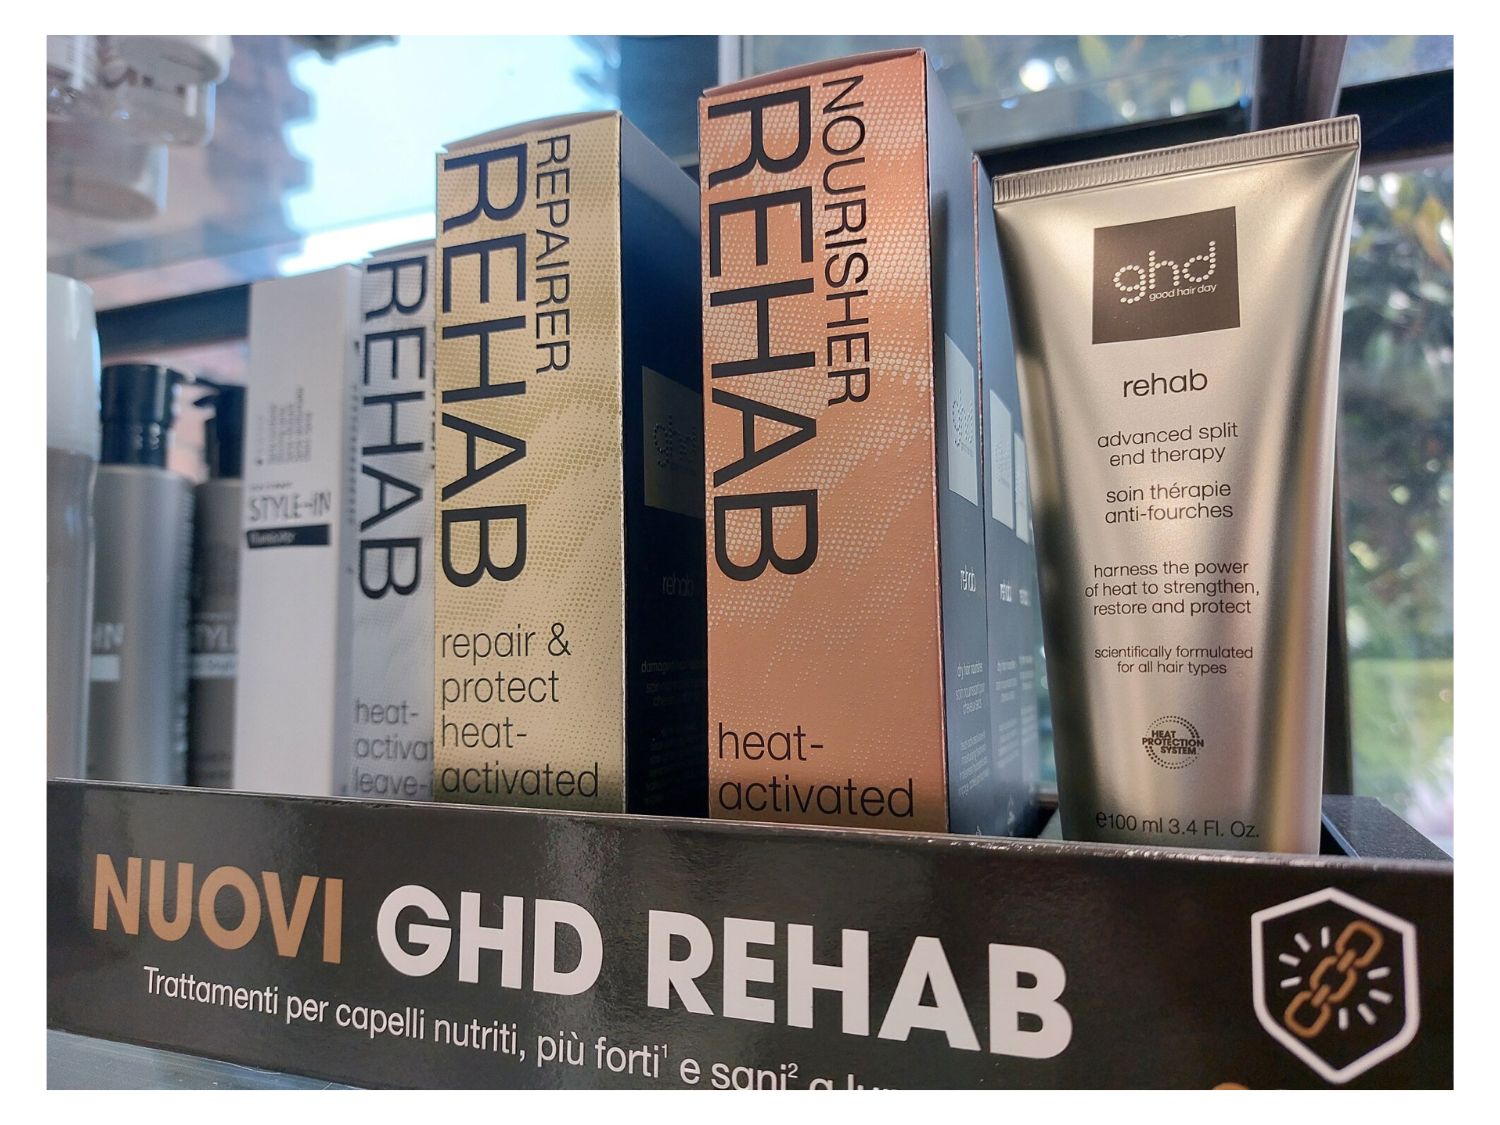 REHAB
heat-
STYLE-iN
REPAIRER
REHAB
repair &
protect
heat-
activated
NOURISHER
REHAB
heat-
activated
rehab
rehab
ghd
good hair day
rehab
advanced split
end therapy
soin thérapie
anti-fourches
harness the power
of heat to strengthen,
restore and protect
scientifically formulated
for all hair types
HEAT
PROTECTION
SYSTEM
e100 ml 3.4 Fl. Oz.
NUOVI GHD REHAB
Trattamenti per capelli nutriti, più forti¹ e sani²